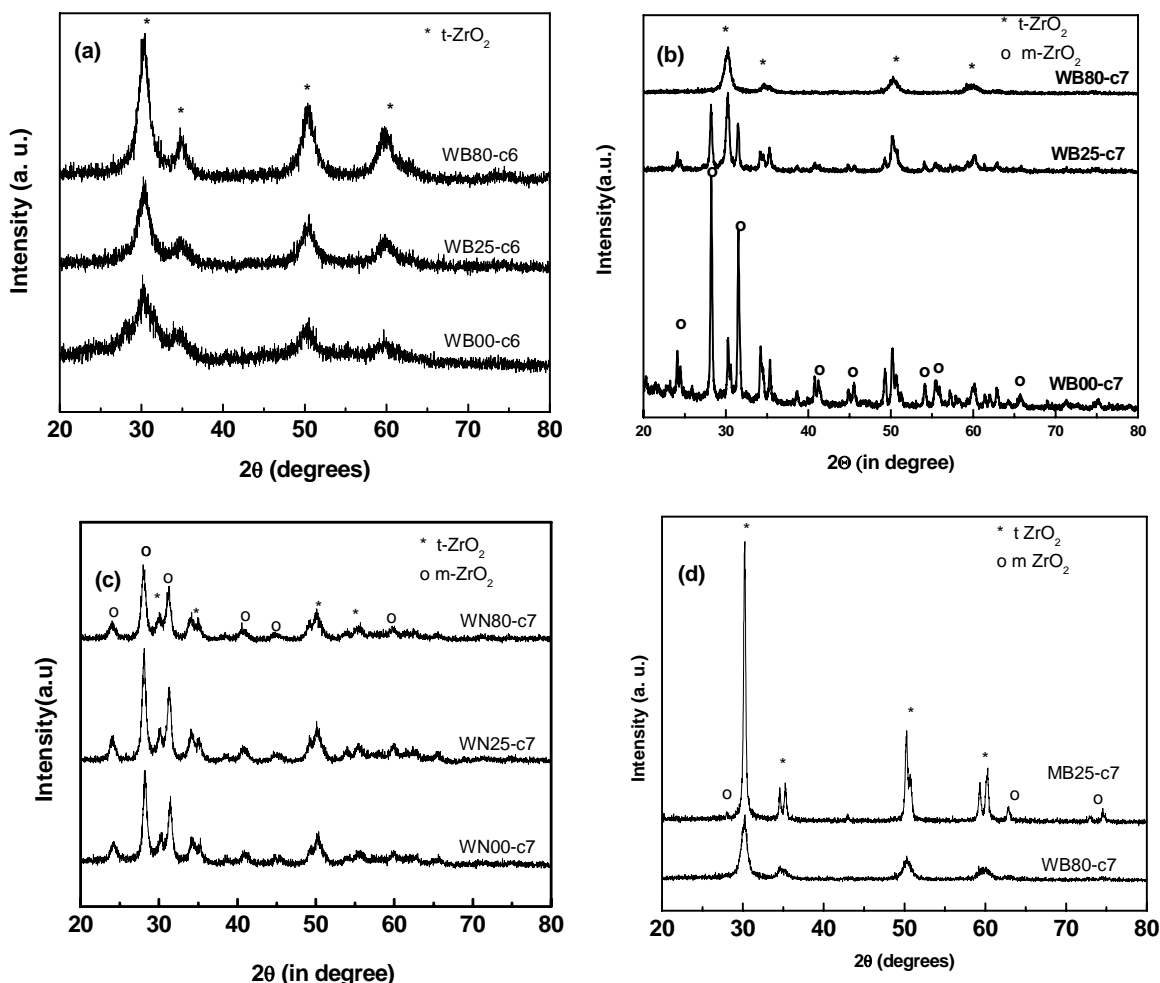 (a)
* t-ZrO2
WB80-c6
WB25-c6
WB00-c6
Intensity (a. u.)
20 30 40 50 60 70 80
2θ (degrees)
(b)
* t-ZrO2
o m-ZrO2
WB80-c7
WB25-c7
WB00-c7
Intensity(a.u.)
20 30 40 50 60 70 80
2Θ (in degree)
(c)
* t-ZrO2
o m-ZrO2
WN80-c7
WN25-c7
WN00-c7
Intensity(a.u)
20 30 40 50 60 70 80
2θ (in degree)
(d)
* t ZrO2
o m ZrO2
MB25-c7
WB80-c7
Intensity (a. u.)
20 30 40 50 60 70 80
2θ (degrees)